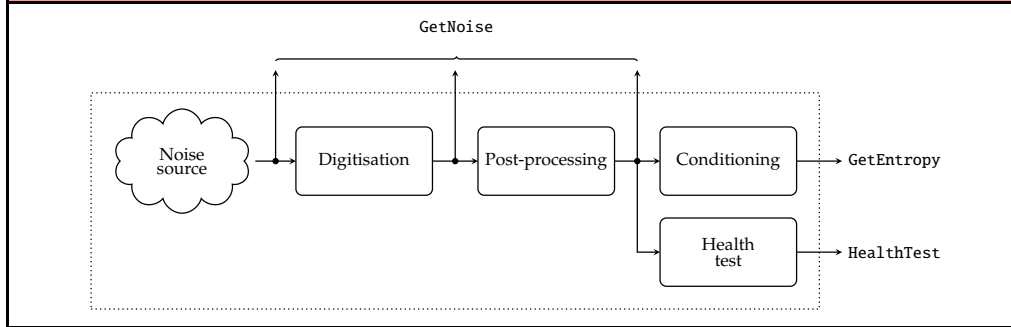 GetNoise
Noise
source
Digitisation
Post-processing
Conditioning
GetEntropy
Health
test
HealthTest